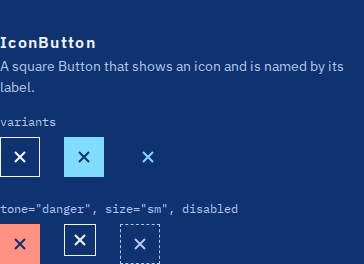 IconButton
A square Button that shows an icon and is named by its
label.
variants
tone="danger", size="sm", disabled